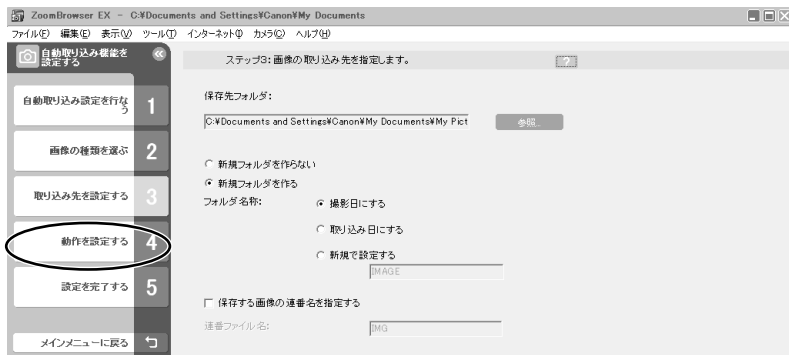 ZoomBrowser EX - C:¥Documents and Settings¥Canon¥My Documents
ファイル(F) 編集(E) 表示(V) ツール(T) インターネット(I) カメラ(C) ヘルプ(H)
自動取り込み機能を
設定する
自動取り込み設定を行な
う
1
画像の種類を選ぶ 2
取り込み先を設定する 3
動作を設定する 4
設定を完了する 5
メインメニューに戻る
ステップ3: 画像の取り込み先を指定します。
?
保存先フォルダ:
C:¥Documents and Settings¥Canon¥My Documents¥My Pict 参照...
新規フォルダを作らない
新規フォルダを作る
フォルダ名称: 撮影日にする
取り込み日にする
新規で設定する
IMAGE
保存する画像の連番名を指定する
連番ファイル名: IMG